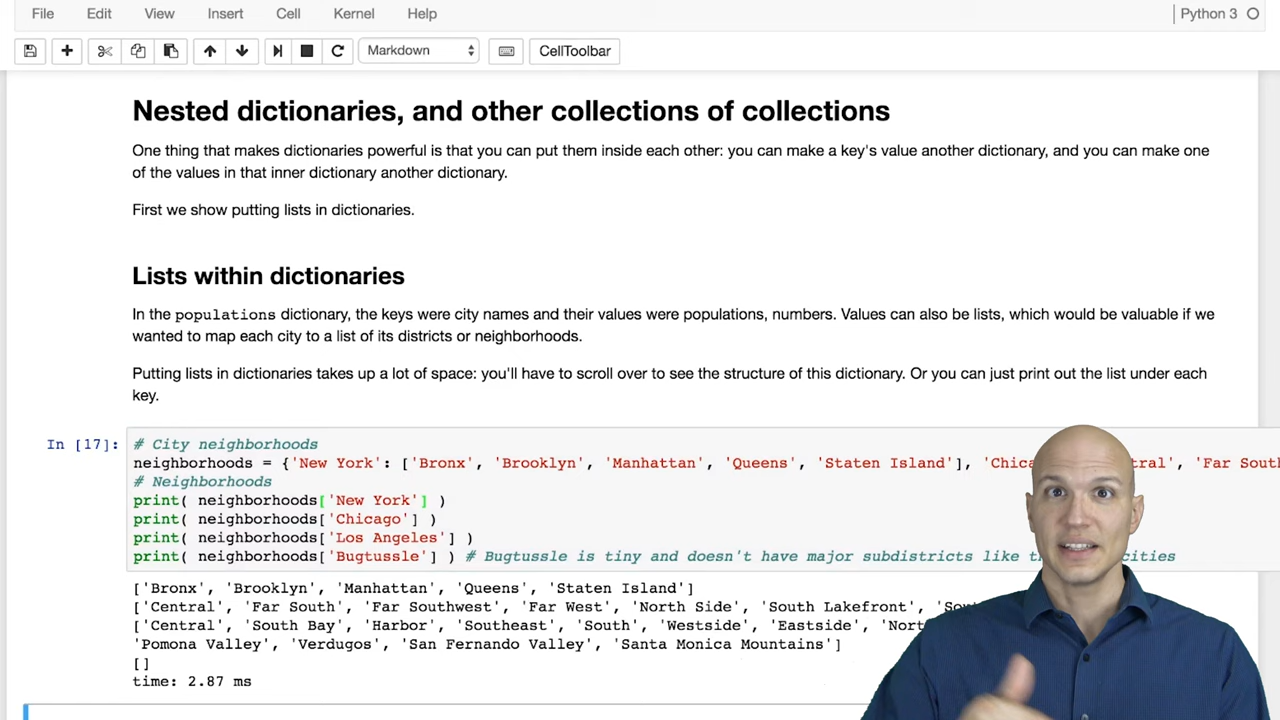 File Edit View Insert Cell Kernel Help Python 3
Markdown CellToolbar
Nested dictionaries, and other collections of collections
One thing that makes dictionaries powerful is that you can put them inside each other: you can make a key's value another dictionary, and you can make one
of the values in that inner dictionary another dictionary.
First we show putting lists in dictionaries.
Lists within dictionaries
In the populations dictionary, the keys were city names and their values were populations, numbers. Values can also be lists, which would be valuable if we
wanted to map each city to a list of its districts or neighborhoods.
Putting lists in dictionaries takes up a lot of space: you'll have to scroll over to see the structure of this dictionary. Or you can just print out the list under each
key.
In [17]: # City neighborhoods
neighborhoods = {'New York': ['Bronx', 'Brooklyn', 'Manhattan', 'Queens', 'Staten Island'], 'Far
# Neighborhoods
print( neighborhoods['New York'] )
print( neighborhoods['Chicago'] )
print( neighborhoods['Los Angeles'] )
print( neighborhoods['Bugtussle'] ) # Bugtussle is tiny and doesn't have major subdistricts like cities
['Bronx', 'Brooklyn', 'Manhattan', 'Queens', 'Staten Island']
['Central', 'Far South', 'Far Southwest', 'Far West', 'North Side', 'South Lakefront',
['Central', 'South Bay', 'Harbor', 'Southeast', 'South', 'Westside', 'Eastside',
'Pomona Valley', 'Verdugos', 'San Fernando Valley', 'Santa Monica Mountains']
[]
time: 2.87 ms